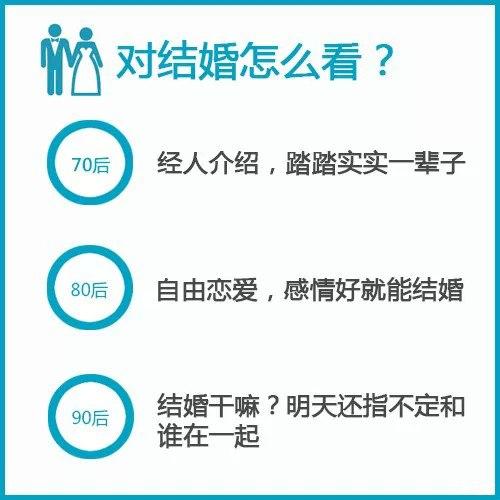 对结婚怎么看？
70后
经人介绍，踏踏实实一辈子
80后
自由恋爱，感情好就能结婚
90后
结婚干嘛？明天还指不定和
谁在一起